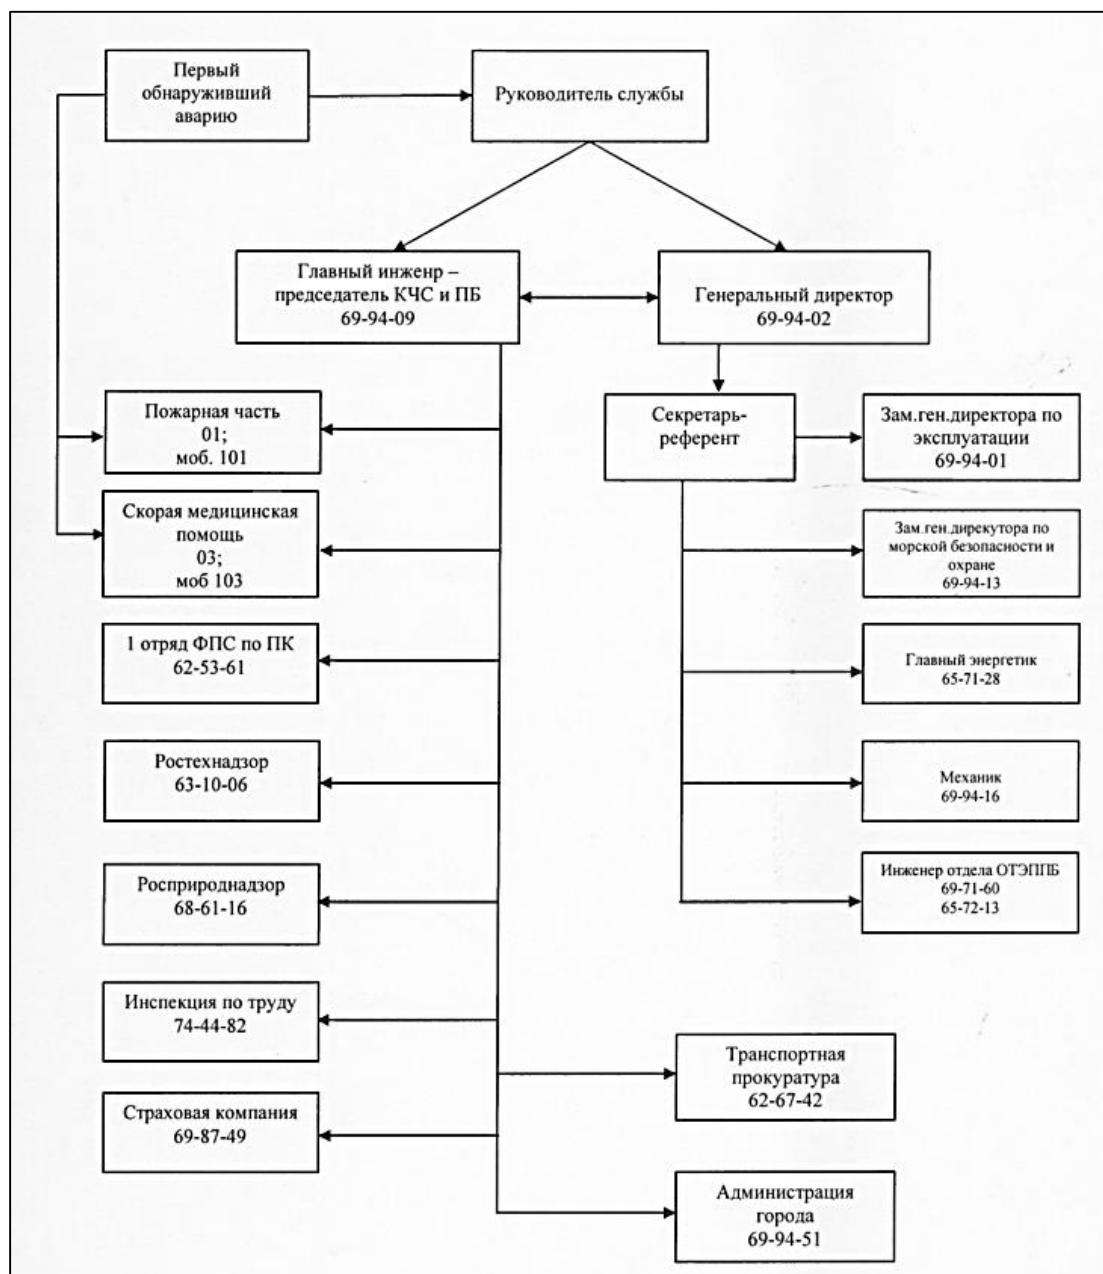 Первый
обнаруживший
аварию
Руководитель службы
Главный инженр –
председатель КЧС и ПБ
69-94-09
Генеральный директор
69-94-02
Пожарная часть
01;
моб. 101
Секретарь-
референт
Зам.ген.директора по
эксплуатации
69-94-01
Скорая медицинская
помощь
03;
моб 103
Зам.ген.дирекутора по
морской безопасности и
охране
69-94-13
1 отряд ФПС по ПК
62-53-61
Главный энергетик
65-71-28
Ростехнадзор
63-10-06
Механик
69-94-16
Росприроднадзор
68-61-16
Инженер отдела ОТЭППБ
69-71-60
65-72-13
Инспекция по труду
74-44-82
Транспортная
прокуратура
62-67-42
Страховая компания
69-87-49
Администрация
города
69-94-51